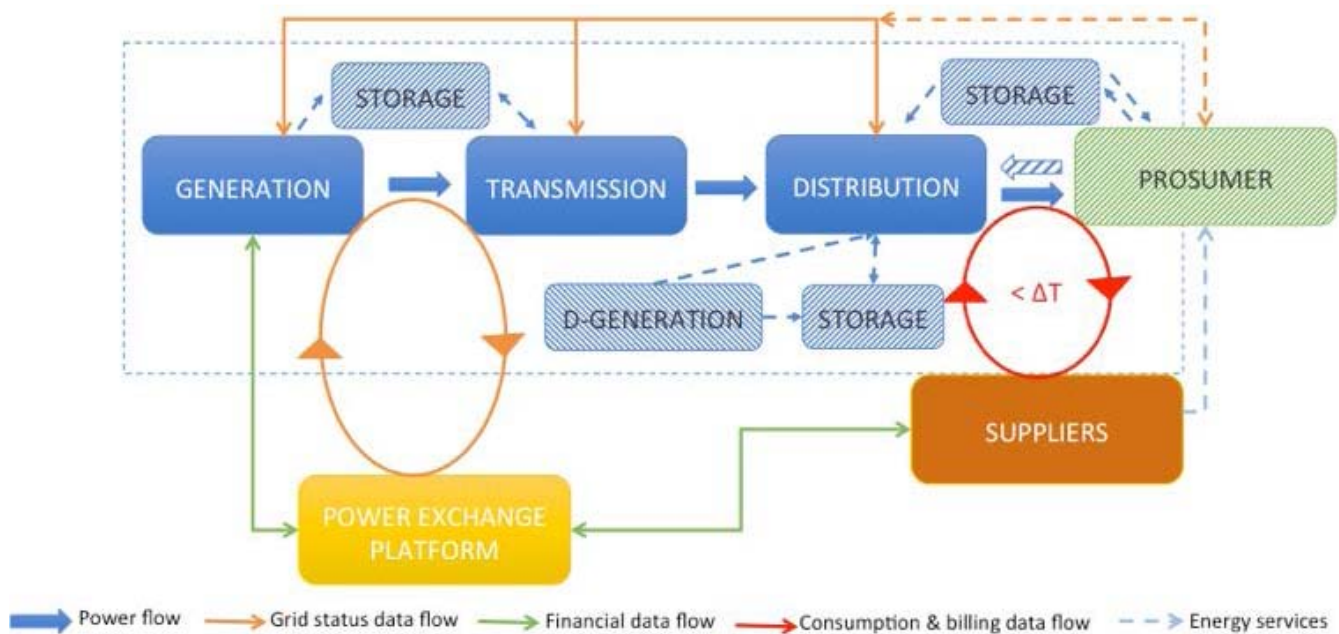 STORAGE
STORAGE
GENERATION
TRANSMISSION
DISTRIBUTION
PROSUMER
D-GENERATION
STORAGE
< ΔT
SUPPLIERS
POWER EXCHANGE
PLATFORM
Power flow
Grid status data flow
Financial data flow
Consumption & billing data flow
Energy services